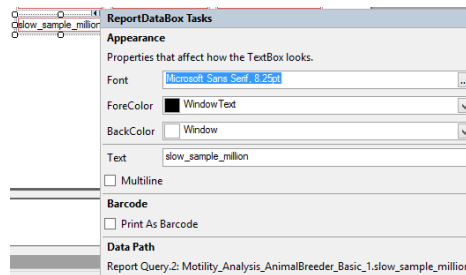 slow_sample_million
ReportDataBox Tasks
Appearance
Properties that affect how the TextBox looks.
Font Microsoft Sans Serif, 8.25pt ...
ForeColor WindowText
BackColor Window
Text slow_sample_million
Multiline
Barcode
Print As Barcode
Data Path
Report Query.2: Motility_Analysis_AnimalBreeder_Basic_1.slow_sample_million